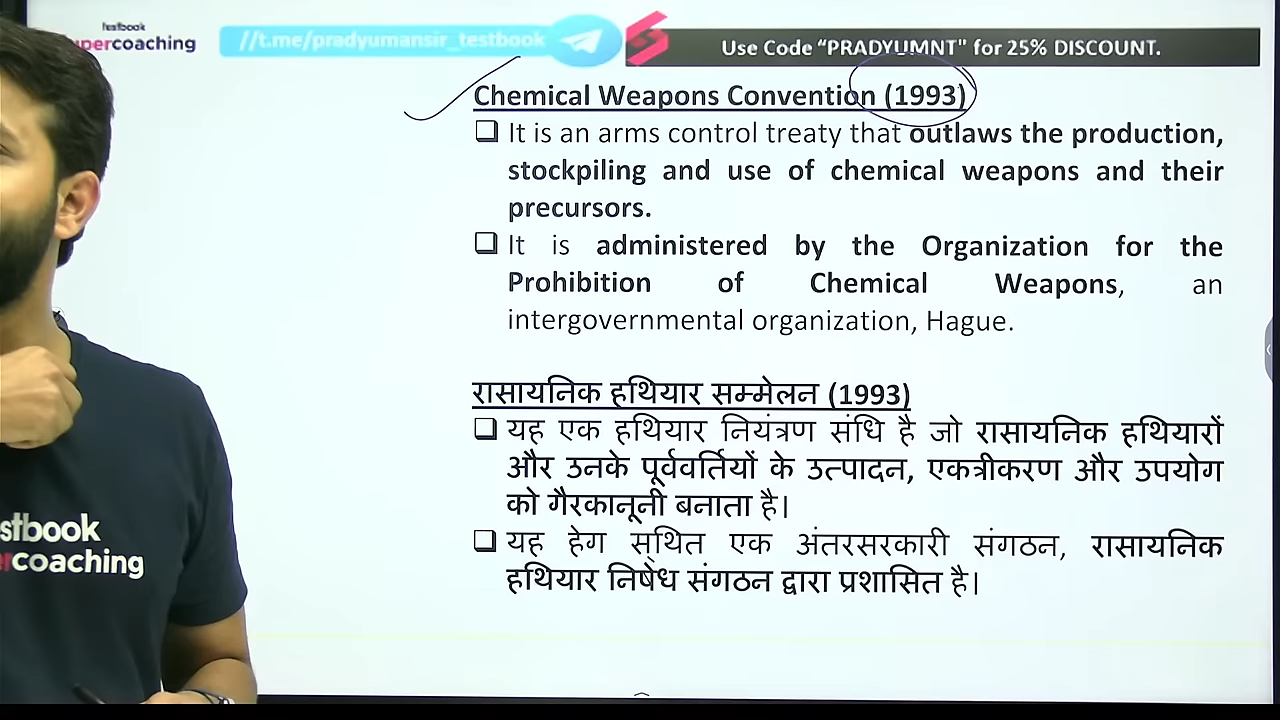 testbook
percoaching
//t.me/pradyumansir_testbook
Use Code “PRADYUMNT" for 25% DISCOUNT.
Chemical Weapons Convention (1993)
❑ It is an arms control treaty that outlaws the production,
stockpiling and use of chemical weapons and their
precursors.
❑ It is administered by the Organization for the
Prohibition of Chemical Weapons, an
intergovernmental organization, Hague.
रासायनिक हथियार सम्मेलन (1993)
❑ यह एक हथियार नियंत्रण संधि है जो रासायनिक हथियारों
और उनके पूर्ववर्तियों के उत्पादन, एकत्रीकरण और उपयोग
को गैरकानूनी बनाता है।
❑ यह हेग स्थित एक अंतरसरकारी संगठन, रासायनिक
हथियार निषेध संगठन द्वारा प्रशासित है।
stbook
coaching